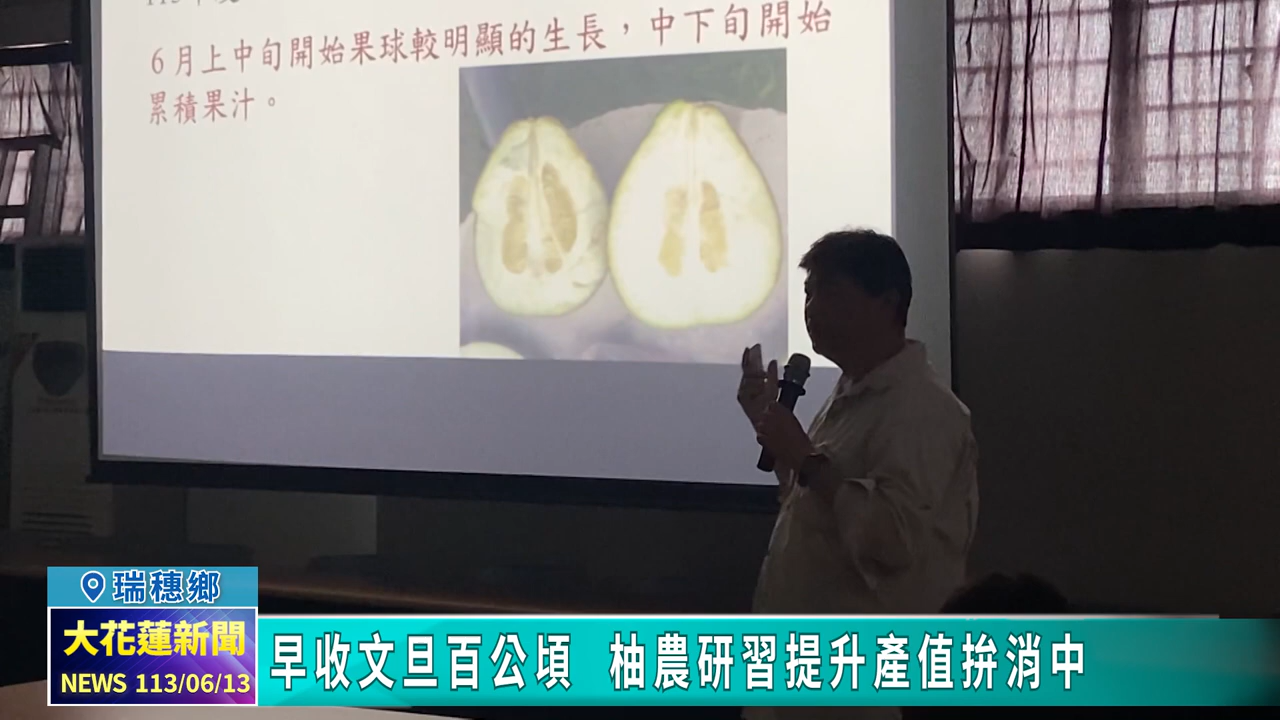 6月上中旬開始果球較明顯的生長，中下旬開始
累積果汁。
瑞穗鄉
大花蓮新聞
NEWS 113/06/13
早收文旦百公頃 柚農研習提升產值拚消中